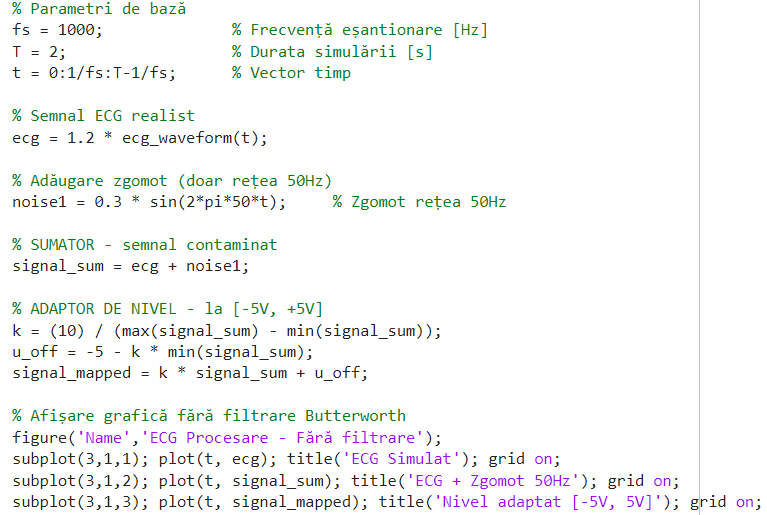 % Parametri de bază
fs = 1000;              % Frecvență eșantionare [Hz]
T = 2;                  % Durata simulării [s]
t = 0:1/fs:T-1/fs;      % Vector timp
% Semnal ECG realist
ecg = 1.2 * ecg_waveform(t);
% Adăugare zgomot (doar rețea 50Hz)
noise1 = 0.3 * sin(2*pi*50*t);     % Zgomot rețea 50Hz
% SUMATOR - semnal contaminat
signal_sum = ecg + noise1;
% ADAPTOR DE NIVEL - la [-5V, +5V]
k = (10) / (max(signal_sum) - min(signal_sum));
u_off = -5 - k * min(signal_sum);
signal_mapped = k * signal_sum + u_off;
% Afișare grafică fără filtrare Butterworth
figure('Name','ECG Procesare - Fără filtrare');
subplot(3,1,1); plot(t, ecg); title('ECG Simulat'); grid on;
subplot(3,1,2); plot(t, signal_sum); title('ECG + Zgomot 50Hz'); grid on;
subplot(3,1,3); plot(t, signal_mapped); title('Nivel adaptat [-5V, 5V]'); grid on;